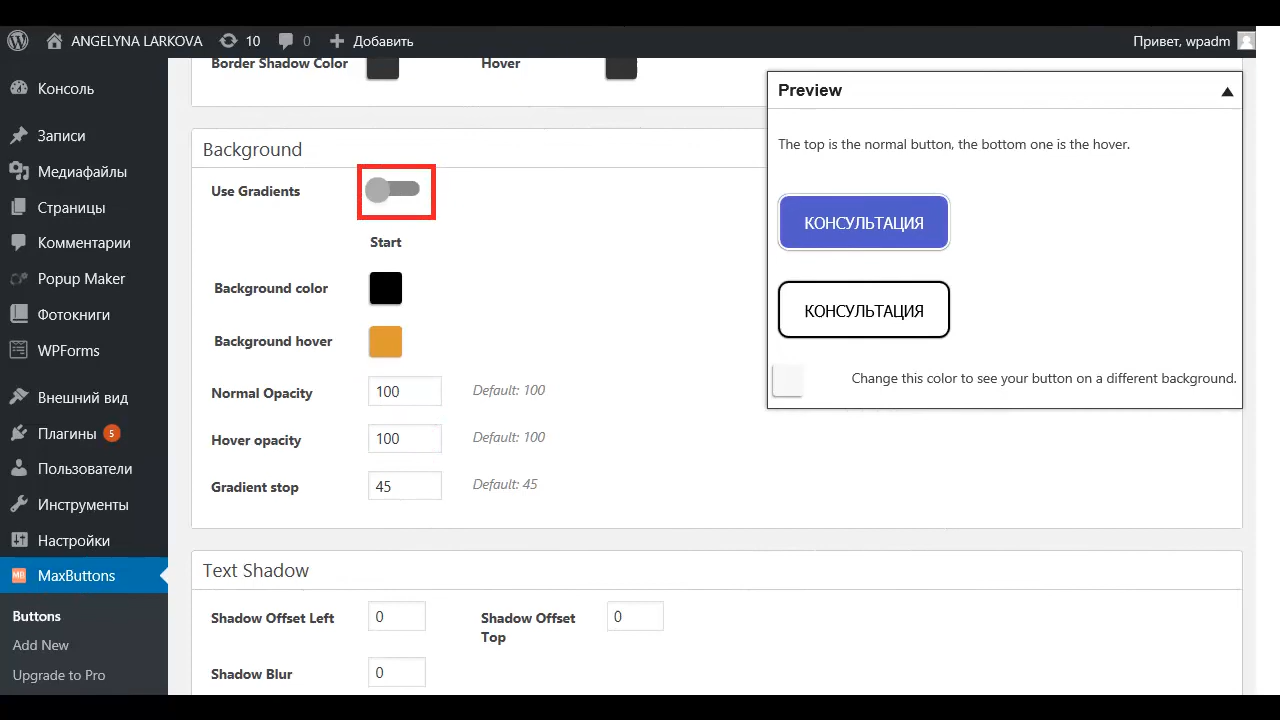 ANGELYNA LARKOVA 10 0 Добавить Привет, wpadm
Консоль
Записи
Медиафайлы
Страницы
Комментарии
Popup Maker
Фотокниги
WPForms
Внешний вид
Плагины 5
Пользователи
Инструменты
Настройки
MB MaxButtons
Buttons
Add New
Upgrade to Pro
Border Shadow Color Hover
Background
Use Gradients
Start
Background color
Background hover
Normal Opacity 100 Default: 100
Hover opacity 100 Default: 100
Gradient stop 45 Default: 45
Text Shadow
Shadow Offset Left 0 Shadow Offset Top 0
Shadow Blur 0
Preview
The top is the normal button, the bottom one is the hover.
КОНСУЛЬТАЦИЯ
КОНСУЛЬТАЦИЯ
Change this color to see your button on a different background.